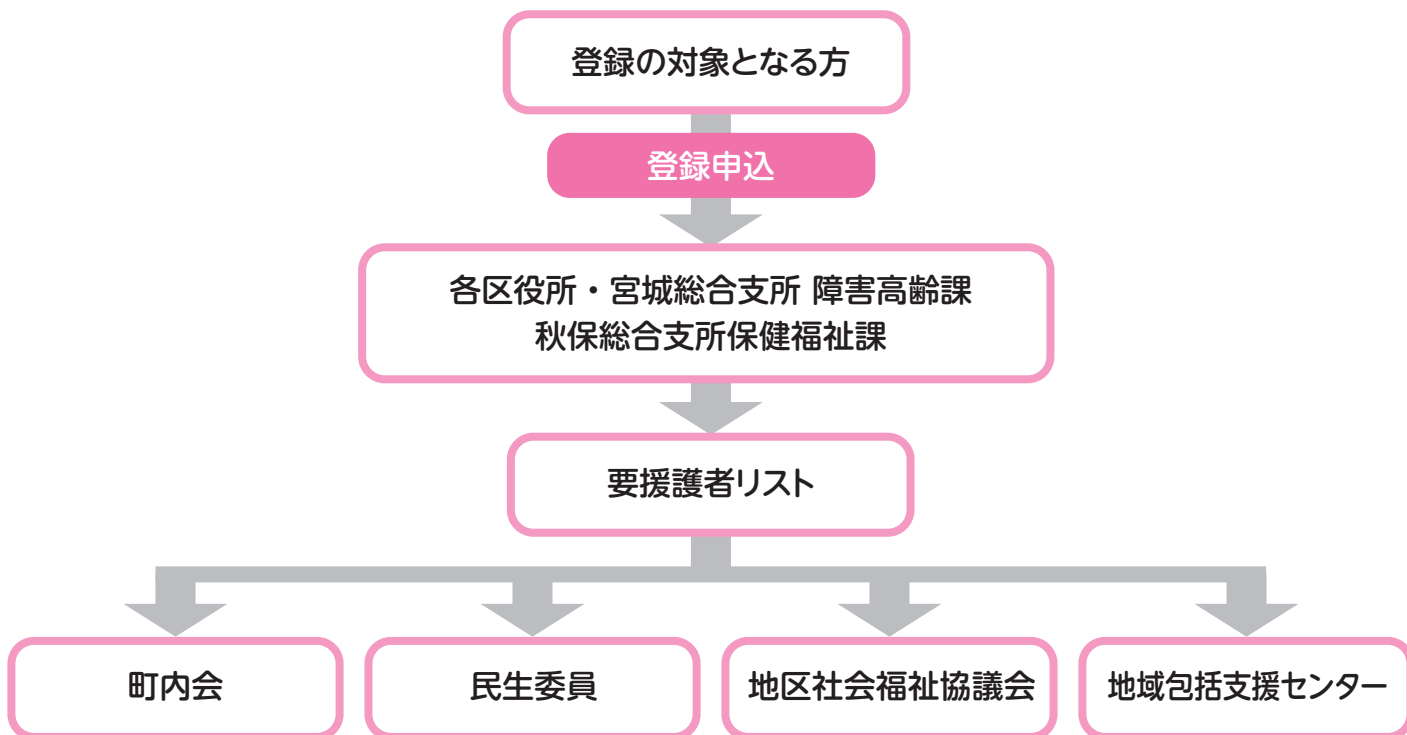 登録の対象となる方
登録申込
各区役所・宮城総合支所 障害高齢課
秋保総合支所保健福祉課
要援護者リスト
町内会
民生委員
地区社会福祉協議会
地域包括支援センター